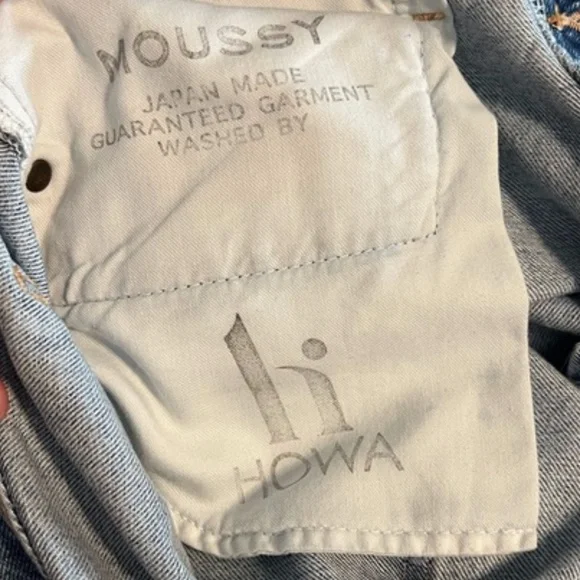 MOUSSY
JAPAN MADE
GUARANTEED GARMENT
WASHED BY
hi
HOWA